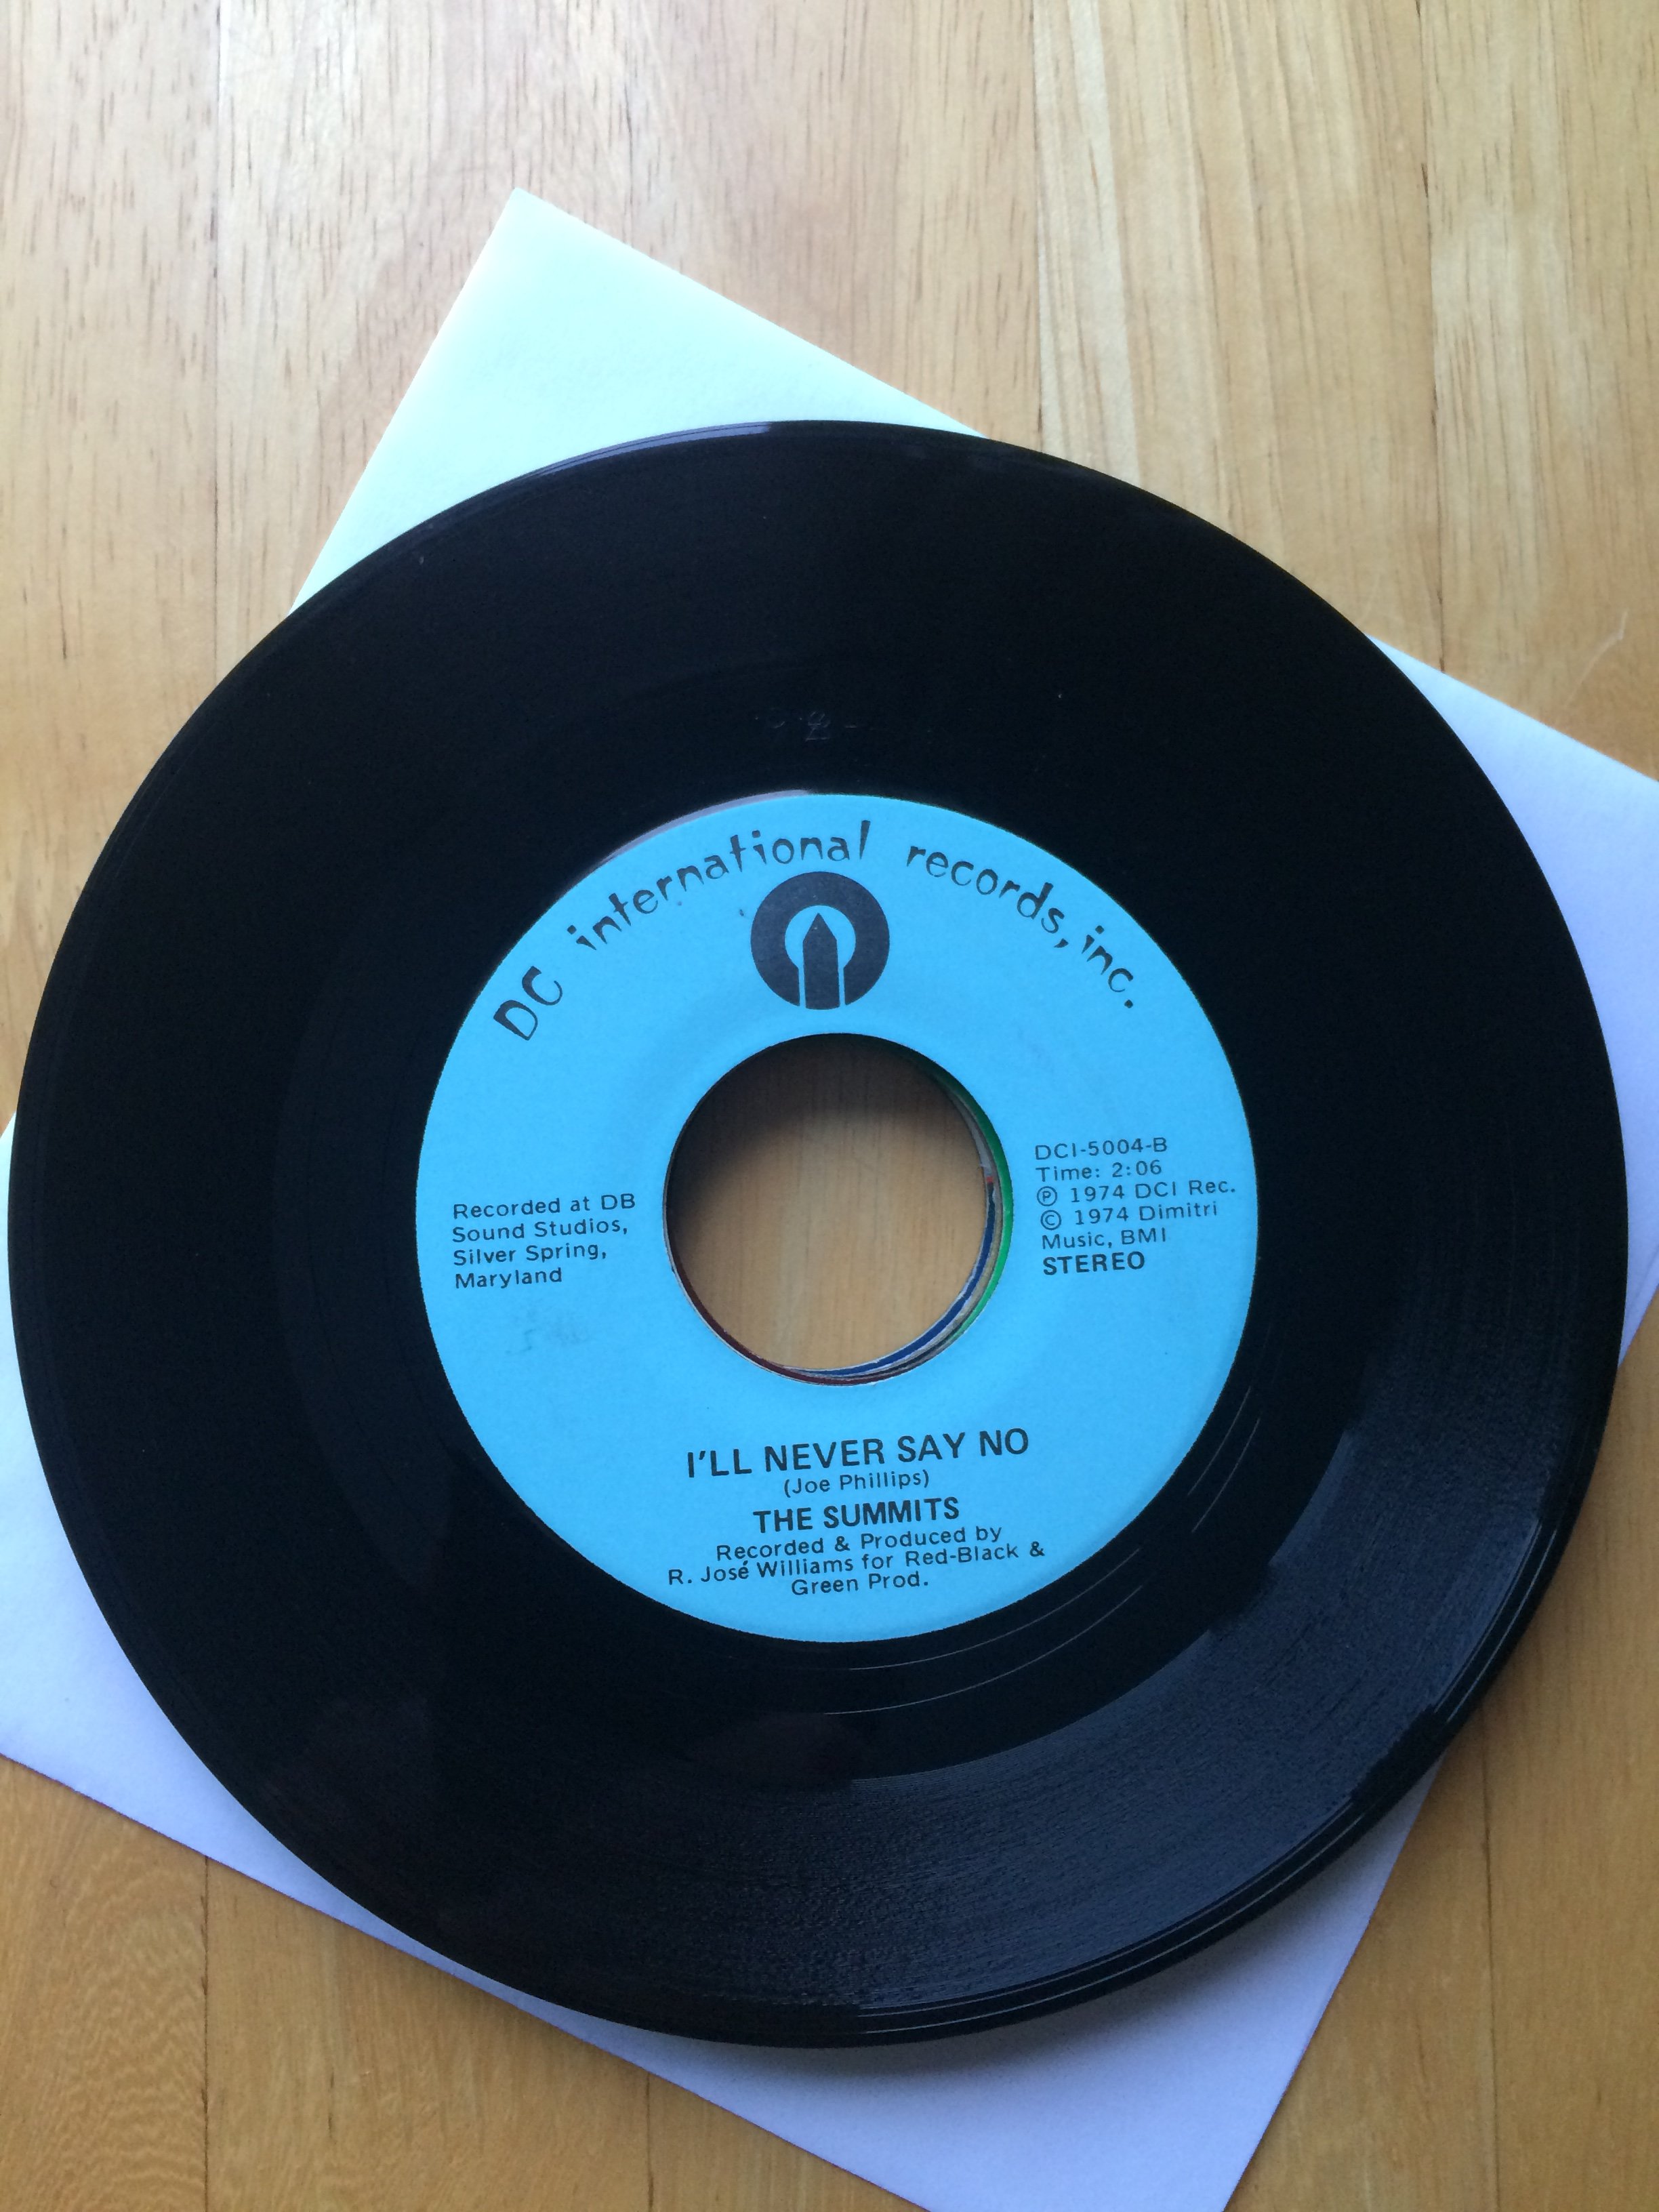 DC international records, inc.
Recorded at DB
Sound Studios,
Silver Spring,
Maryland
DCI-5004-B
Time: 2:06
Ⓟ 1974 DCI Rec.
© 1974 Dimitri
Music, BMI
STEREO
I'LL NEVER SAY NO
(Joe Phillips)
THE SUMMITS
Recorded & Produced by
R. José Williams for Red-Black &
Green Prod.